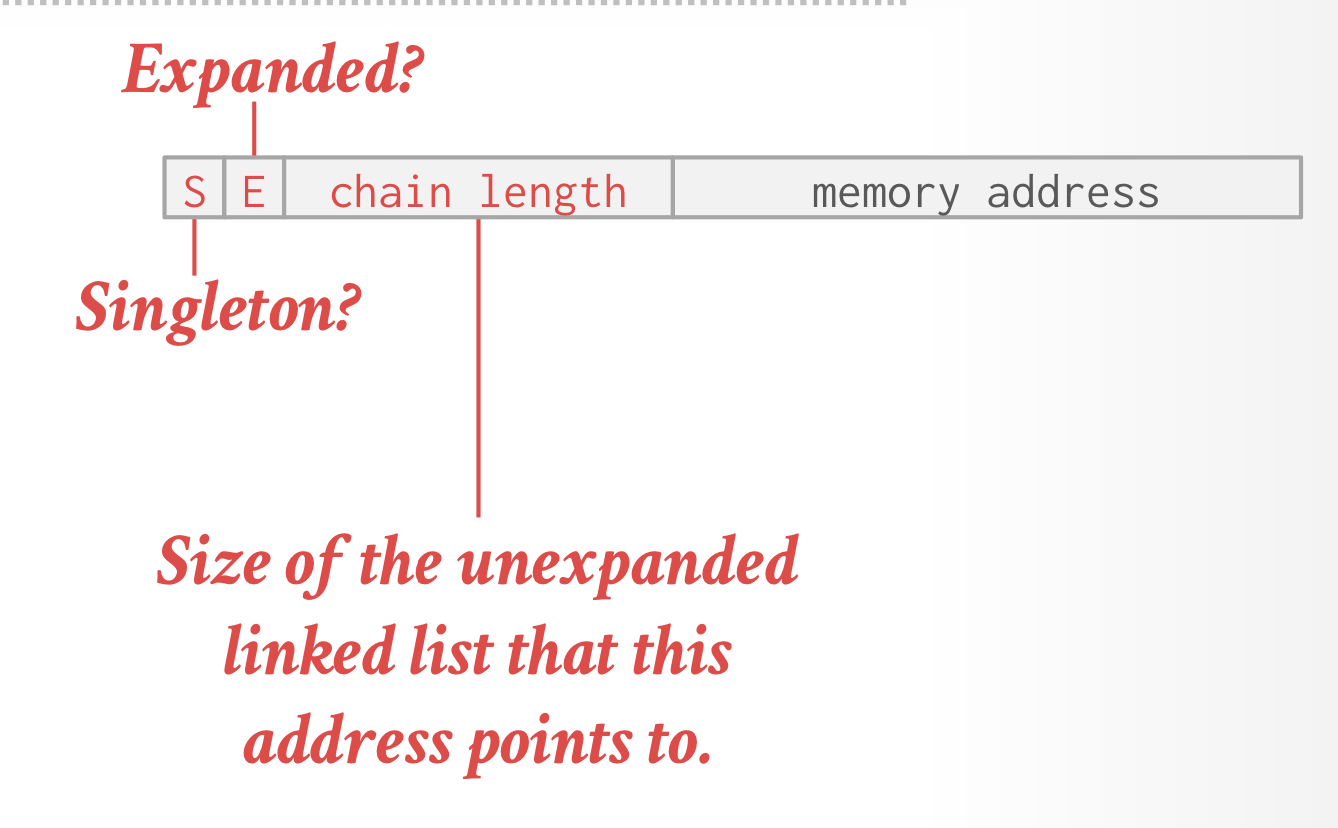 Expanded?
S E chain length memory address
Singleton?
Size of the unexpanded
linked list that this
address points to.